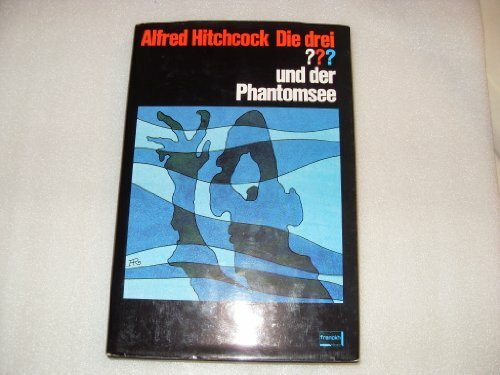 Alfred Hitchcock Die drei
???
und der
Phantomsee
franckh